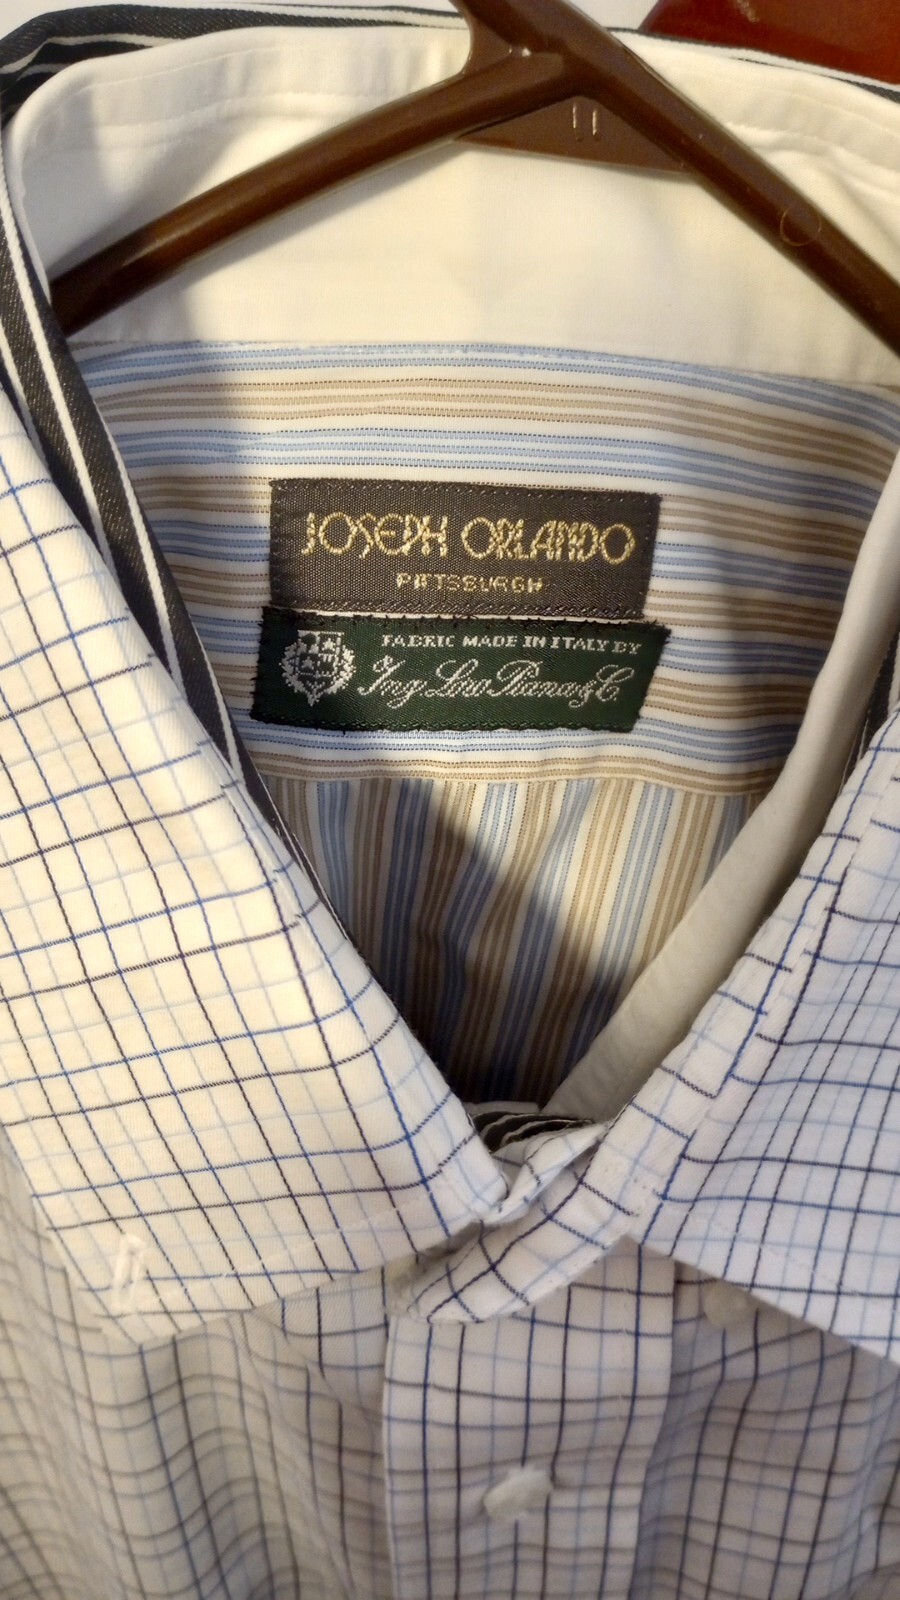 JOSEPH ORLANDO
PITTSBURGH
FABRIC MADE IN ITALY BY
Ing. Loro Piana & C.